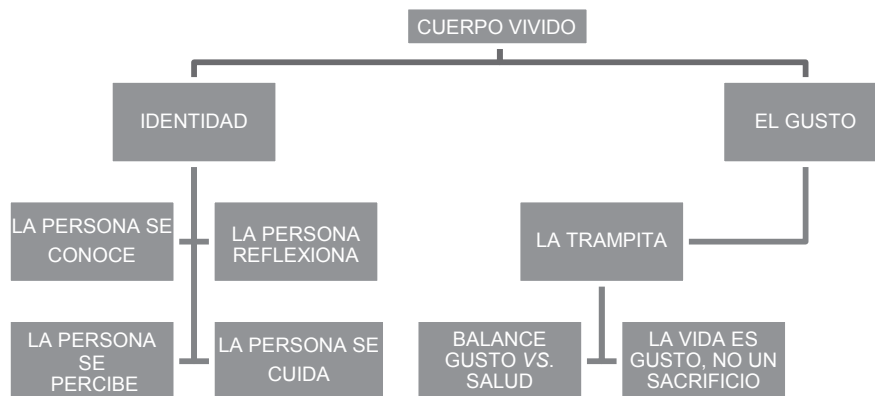 CUERPO VIVIDO
IDENTIDAD
EL GUSTO
LA PERSONA SE
CONOCE
LA PERSONA
REFLEXIONA
LA TRAMPITA
LA PERSONA
SE
PERCIBE
LA PERSONA SE
CUIDA
BALANCE
GUSTO VS.
SALUD
LA VIDA ES
GUSTO, NO UN
SACRIFICIO